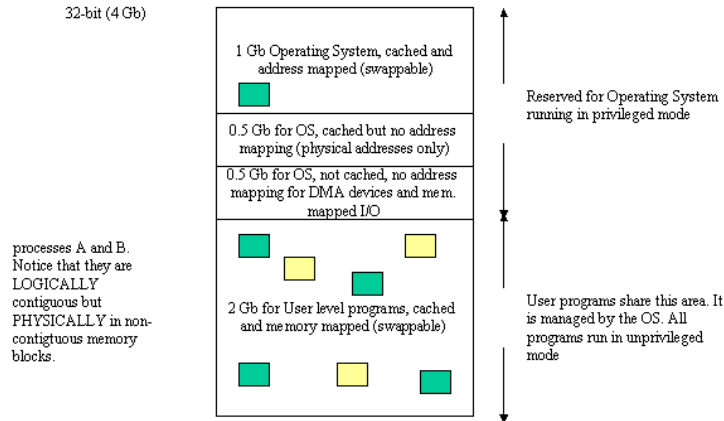 32-bit (4 Gb)
1 Gb Operating System, cached and
address mapped (swappable)
Reserved for Operating System
running in privileged mode
0.5 Gb for OS, cached but no address
mapping (physical addresses only)
0.5 Gb for OS, not cached, no address
mapping for DMA devices and mem.
mapped I/O
processes A and B.
Notice that they are
LOGICALLY
contiguous but
PHYSICALLY in non-
contigtuous memory
blocks.
2 Gb for User level programs, cached
and memory mapped (swappable)
User programs share this area. It
is managed by the OS. All
programs run in unprivileged
mode